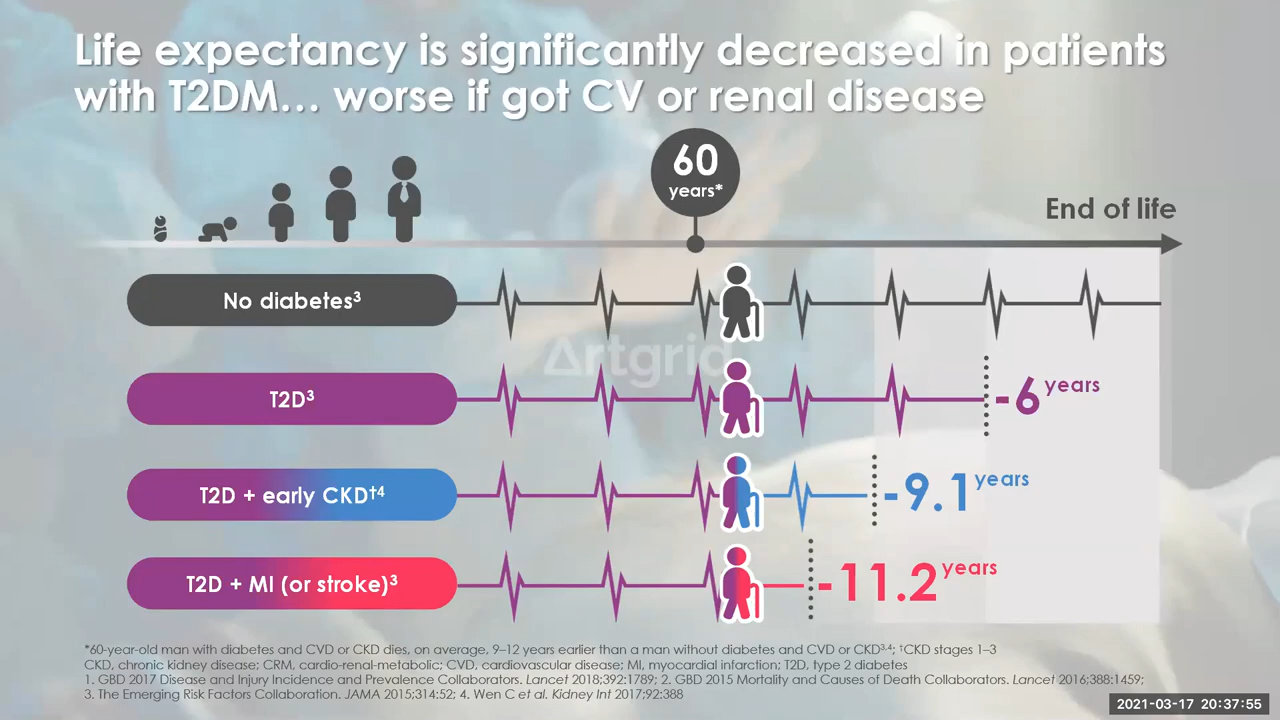 Life expectancy is significantly decreased in patients
with T2DM... worse if got CV or renal disease
60
years*
End of life
No diabetes³
Artgrid
T2D³
-6 years
T2D + early CKD†⁴
-9.1 years
T2D + MI (or stroke)³
-11.2 years
*60-year-old man with diabetes and CVD or CKD dies, on average, 9–12 years earlier than a man without diabetes and CVD or CKD³,⁴; †CKD stages 1–3
CKD, chronic kidney disease; CRM, cardio-renal-metabolic; CVD, cardiovascular disease; MI, myocardial infarction; T2D, type 2 diabetes
1. GBD 2017 Disease and Injury Incidence and Prevalence Collaborators. Lancet 2018;392:1789; 2. GBD 2015 Mortality and Causes of Death Collaborators. Lancet 2016;388:1459;
3. The Emerging Risk Factors Collaboration. JAMA 2015;314:52; 4. Wen C et al. Kidney Int 2017;92:388
2021-03-17 20:37:55